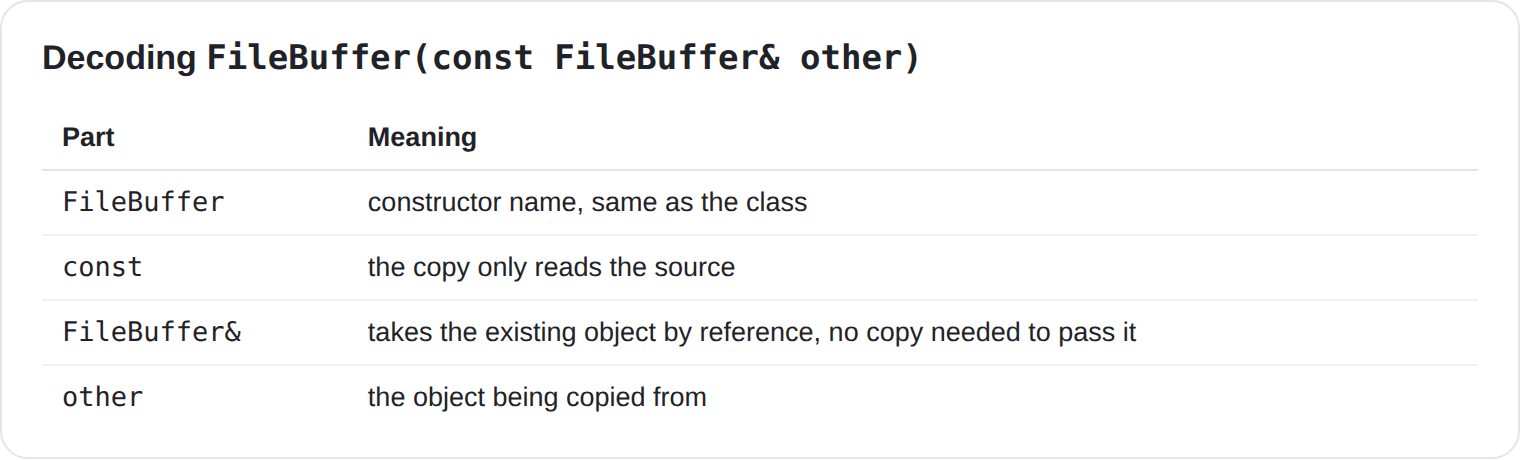 Decoding FileBuffer(const FileBuffer& other)
Part Meaning
FileBuffer constructor name, same as the class
const the copy only reads the source
FileBuffer& takes the existing object by reference, no copy needed to pass it
other the object being copied from